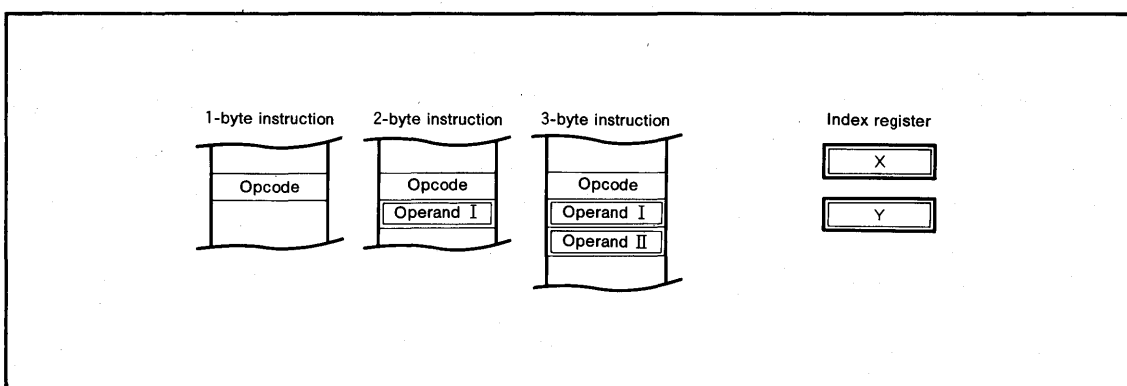 1-byte instruction 2-byte instruction 3-byte instruction Index register
X
Opcode Opcode Opcode
Operand I Operand I Y
Operand II